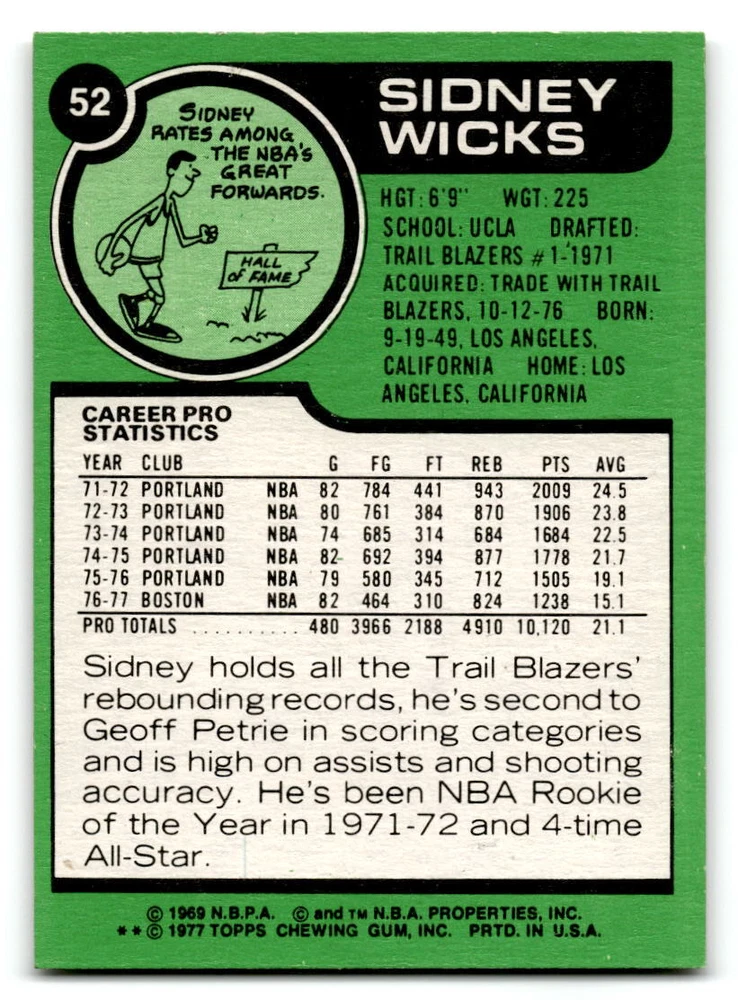 52
SIDNEY
WICKS
SIDNEY
RATES AMONG
THE NBA'S
GREAT
FORWARDS.
HALL
OF FAME
HGT: 6'9" WGT: 225
SCHOOL: UCLA DRAFTED:
TRAIL BLAZERS #1-'1971
ACQUIRED: TRADE WITH TRAIL
BLAZERS, 10-12-76 BORN:
9-19-49, LOS ANGELES,
CALIFORNIA HOME: LOS
ANGELES, CALIFORNIA
CAREER PRO
STATISTICS
YEAR CLUB G FG FT REB PTS AVG
71-72 PORTLAND NBA 82 784 441 943 2009 24.5
72-73 PORTLAND NBA 80 761 384 870 1906 23.8
73-74 PORTLAND NBA 74 685 314 684 1684 22.5
74-75 PORTLAND NBA 82 692 394 877 1778 21.7
75-76 PORTLAND NBA 79 580 345 712 1505 19.1
76-77 BOSTON NBA 82 464 310 824 1238 15.1
PRO TOTALS .......... 480 3966 2188 4910 10,120 21.1
Sidney holds all the Trail Blazers'
rebounding records, he's second to
Geoff Petrie in scoring categories
and is high on assists and shooting
accuracy. He's been NBA Rookie
of the Year in 1971-72 and 4-time
All-Star.
© 1969 N.B.P.A. © and TM N.B.A. PROPERTIES, INC.
**© 1977 TOPPS CHEWING GUM, INC. PRTD. IN U.S.A.